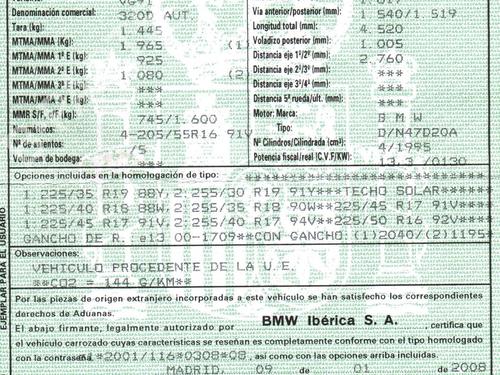 Denominación comercial: 320D AUT. Vía anterior/posterior (mm): 1 540/1.519
Tara (kg): 1.445 Longitud total (mm): 4.520
MTMA/MMA (Kg): 1.965 (1) Voladizo posterior (mm): 1.005
MTMA/MMA 1º E (Kg): 925 Distancia eje 1º/2º (mm): 2.760
MTMA/MMA 2º E (kg): 1.080 (2) Distancia eje 2º/3º (mm): ***
MTMA/MMA 3º E (kg): *** Distancia eje 3º/4º (mm): ***
MTMA/MMA 4º E (kg): *** Distancia 5ª rueda/ult. (mm): ***
MMR S/F, c/F (kg): 745/1.600 Motor: Marca: B M W
Neumáticos: 4-205/55R16 91V Tipo: D/N47D20A
Nº de asientos: /5 Nº Cilindros/Cilindrada (cm³): 4/1995
Volumen de bodega: *** Potencia fiscal/real (C.V.F/KW): 13.3 /0130
Opciones incluidas en la homologación de tipo:
1:225/35 R19 88Y,2:255/30 R19 91Y***TECHO SOLAR******
1:225/40 R18 88W,2:255/35 R18 90W**225/45 R17 91V****
1:225/45 R17 91V,2:255/40 R17 94V**225/50 R16 92V****
GANCHO DE R.: e13 00-1709**CON GANCHO:(1)2040/(2)1195*
Observaciones:
VEHICULO PROCEDENTE DE LA U.E.
**CO2 = 144 G/KM**
Por las piezas de origen extranjero incorporadas a este vehículo se han satisfecho los correspondientes
derechos de Aduanas.
El abajo firmante, legalmente autorizado por BMW Ibérica S. A. , certifica que
el vehículo carrozado cuyas características se reseñan es completamente conforme con el tipo homologado
con la contraseña *2001/116*0308*08, así como con las opciones arriba incluidas.
MADRID, 09 de 01 de 2008
EJEMPLAR PARA EL USUARIO